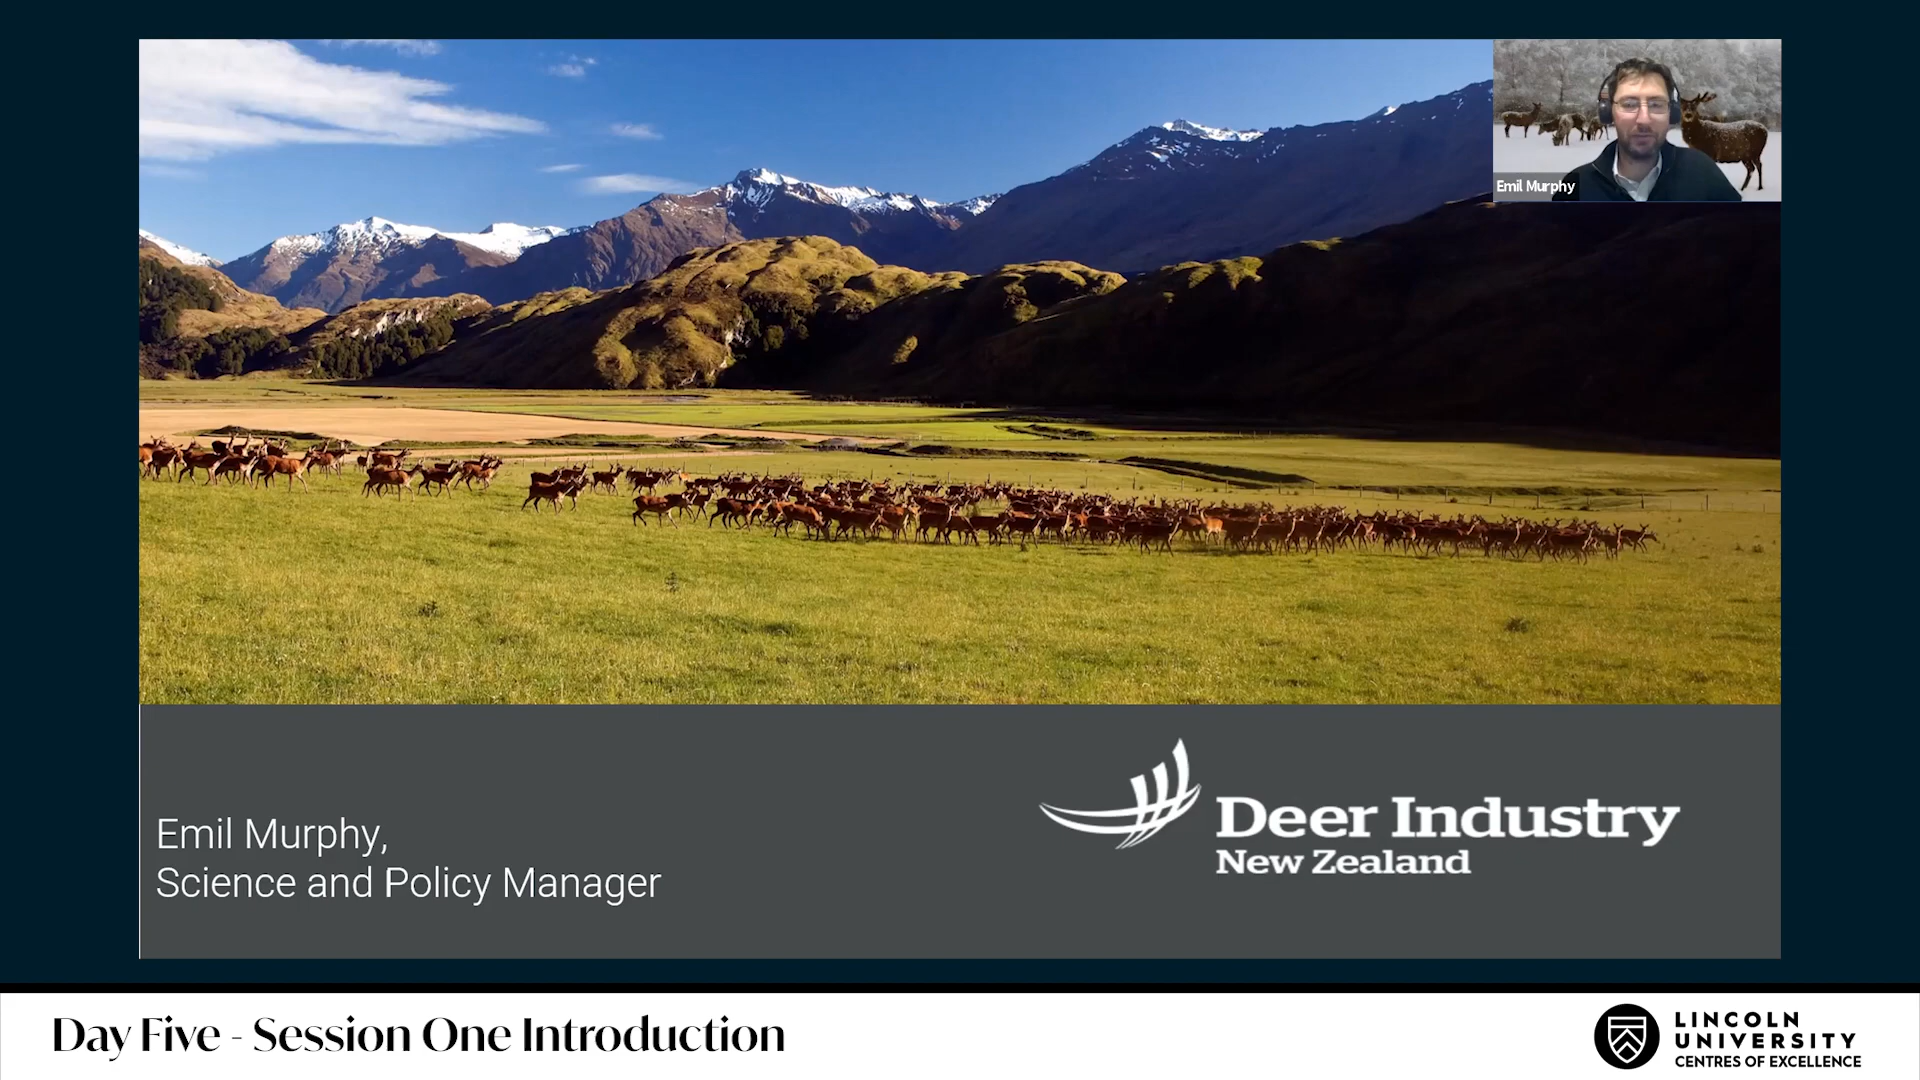 Emil Murphy
Emil Murphy,
Science and Policy Manager
Deer Industry
New Zealand
Day Five - Session One Introduction
LINCOLN
UNIVERSITY
CENTRES OF EXCELLENCE